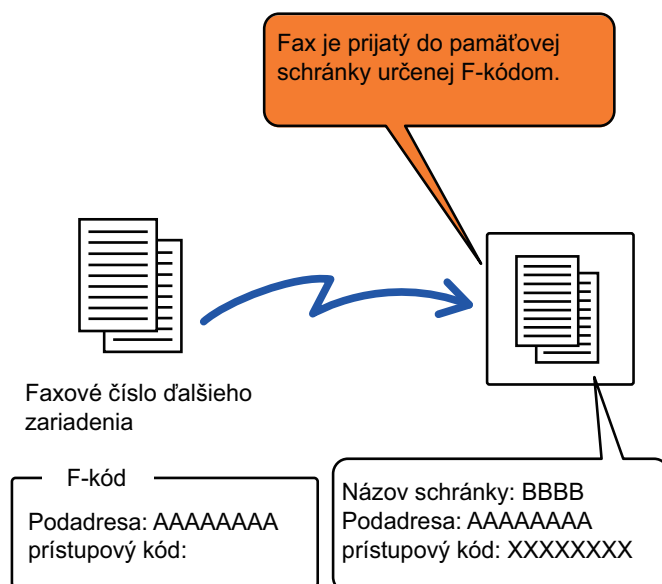 Fax je prijatý do pamäťovej
schránky určenej F-kódom.
Faxové číslo ďalšieho
zariadenia
F-kód
Podadresa: AAAAAAAA
prístupový kód:
Názov schránky: BBBB
Podadresa: AAAAAAAA
prístupový kód: XXXXXXXX